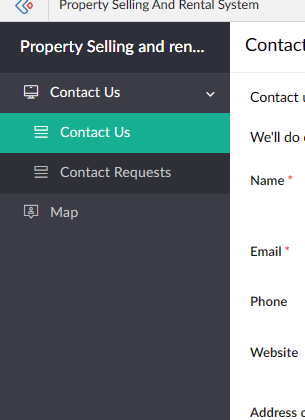 Property Selling And Rental System
Property Selling and ren...
Contact Us
Contact Us
Contact Requests
Map
Contact
Contact
We'll do
Name *
Email *
Phone
Website
Address